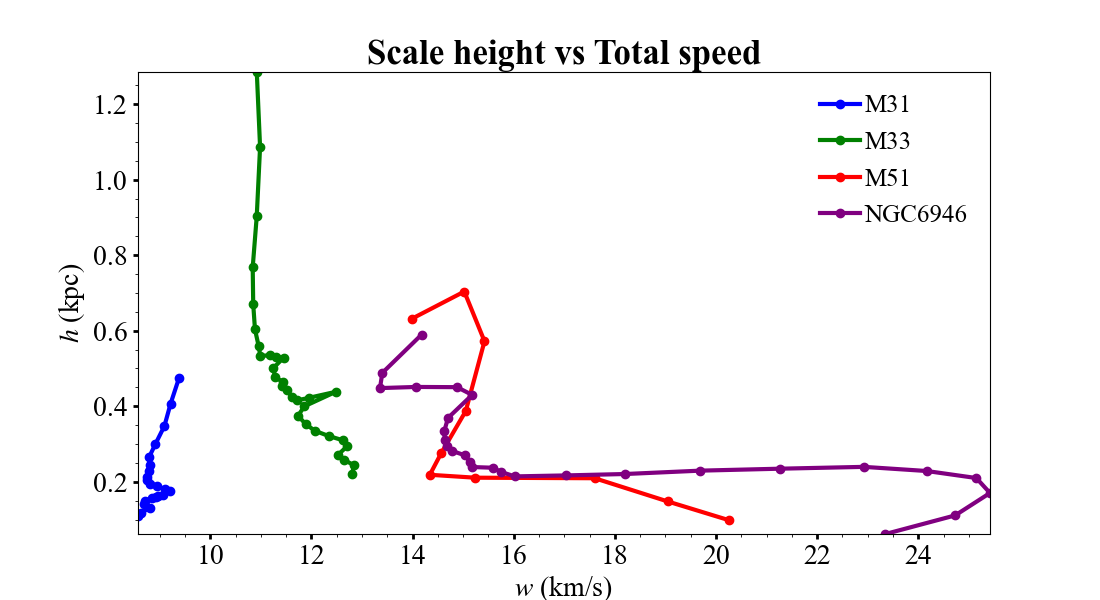 Scale height vs Total speed
1.2
1.0
0.8
0.6
0.4
0.2
h (kpc)
10 12 14 16 18 20 22 24
w (km/s)
M31
M33
M51
NGC6946